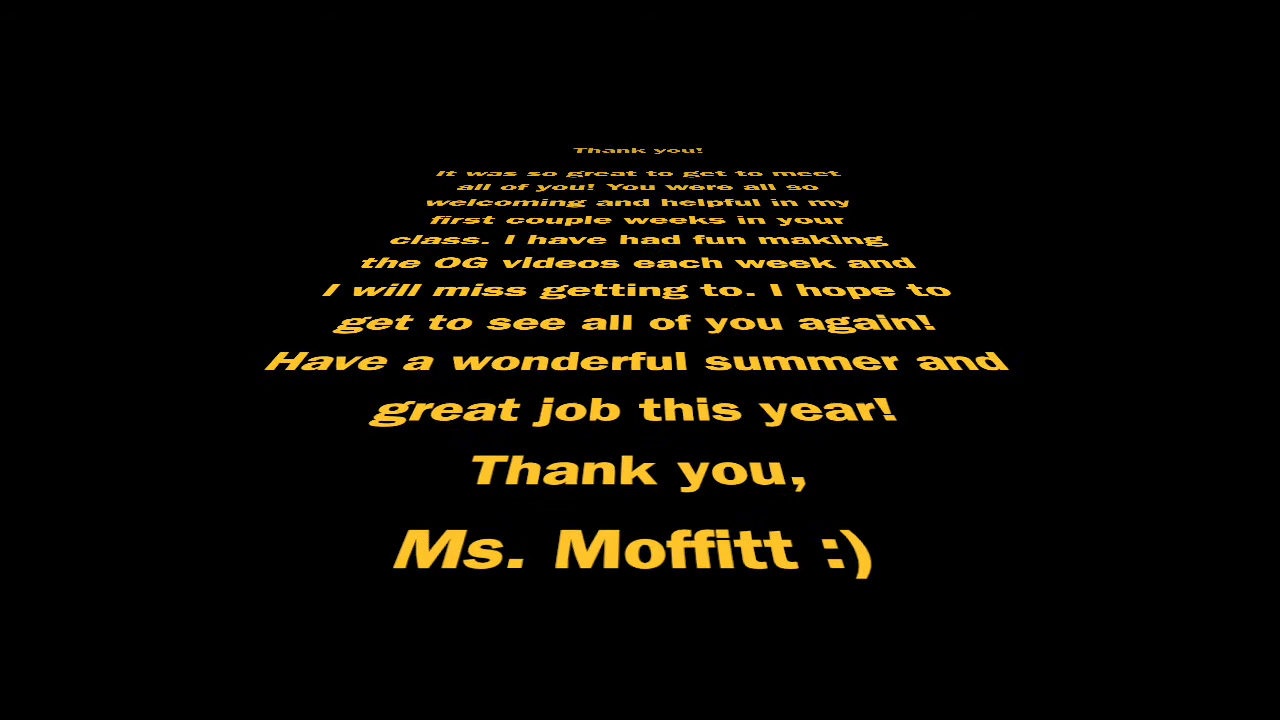 Thank you!
It was so great to get to meet
all of you! You were all so
welcoming and helpful in my
first couple weeks in your
class. I have had fun making
the OG videos each week and
I will miss getting to. I hope to
get to see all of you again!
Have a wonderful summer and
great job this year!
Thank you,
Ms. Moffitt :)